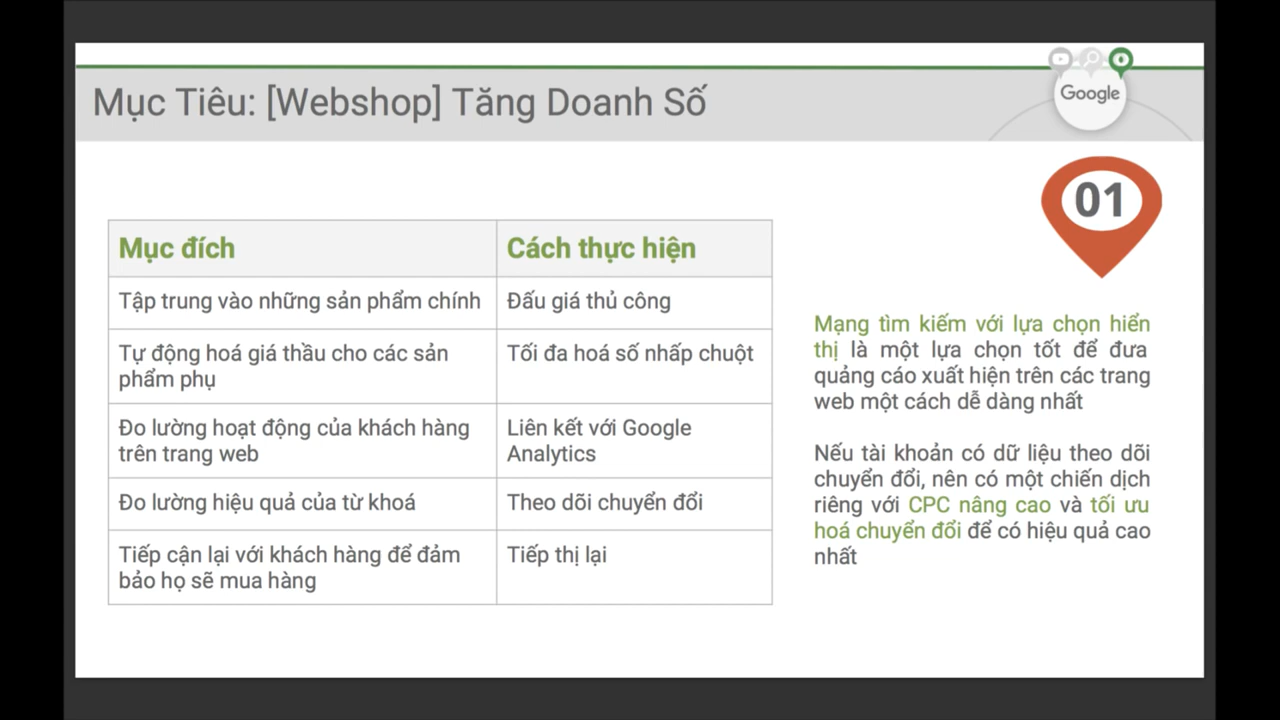 Mục Tiêu: [Webshop] Tăng Doanh Số
Google
01
Mục đích
Cách thực hiện
Tập trung vào những sản phẩm chính
Đấu giá thủ công
Tự động hoá giá thầu cho các sản
phẩm phụ
Tối đa hoá số nhấp chuột
Đo lường hoạt động của khách hàng
trên trang web
Liên kết với Google
Analytics
Đo lường hiệu quả của từ khoá
Theo dõi chuyển đổi
Tiếp cận lại với khách hàng để đảm
bảo họ sẽ mua hàng
Tiếp thị lại
Mạng tìm kiếm với lựa chọn hiển
thị là một lựa chọn tốt để đưa
quảng cáo xuất hiện trên các trang
web một cách dễ dàng nhất
Nếu tài khoản có dữ liệu theo dõi
chuyển đổi, nên có một chiến dịch
riêng với CPC nâng cao và tối ưu
hoá chuyển đổi để có hiệu quả cao
nhất